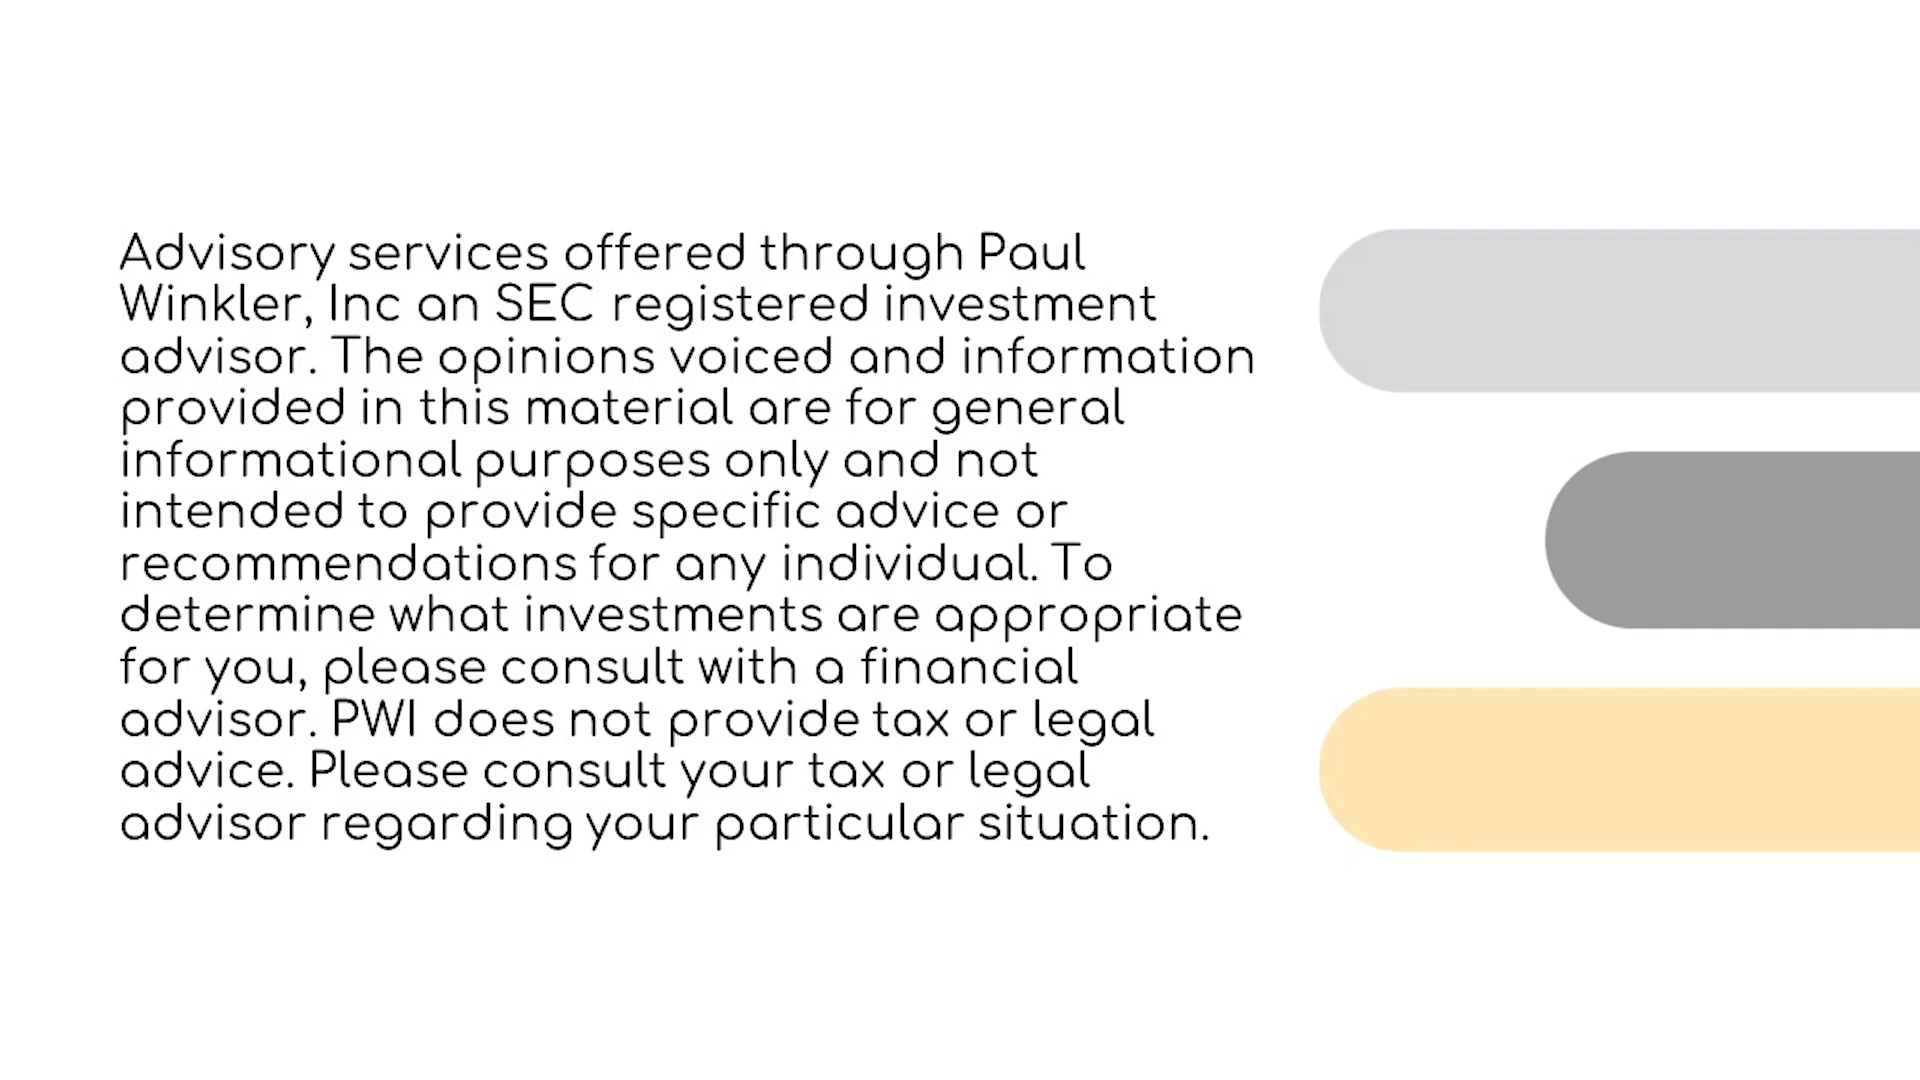 Advisory services offered through Paul
Winkler, Inc an SEC registered investment
advisor. The opinions voiced and information
provided in this material are for general
informational purposes only and not
intended to provide specific advice or
recommendations for any individual. To
determine what investments are appropriate
for you, please consult with a financial
advisor. PWI does not provide tax or legal
advice. Please consult your tax or legal
advisor regarding your particular situation.